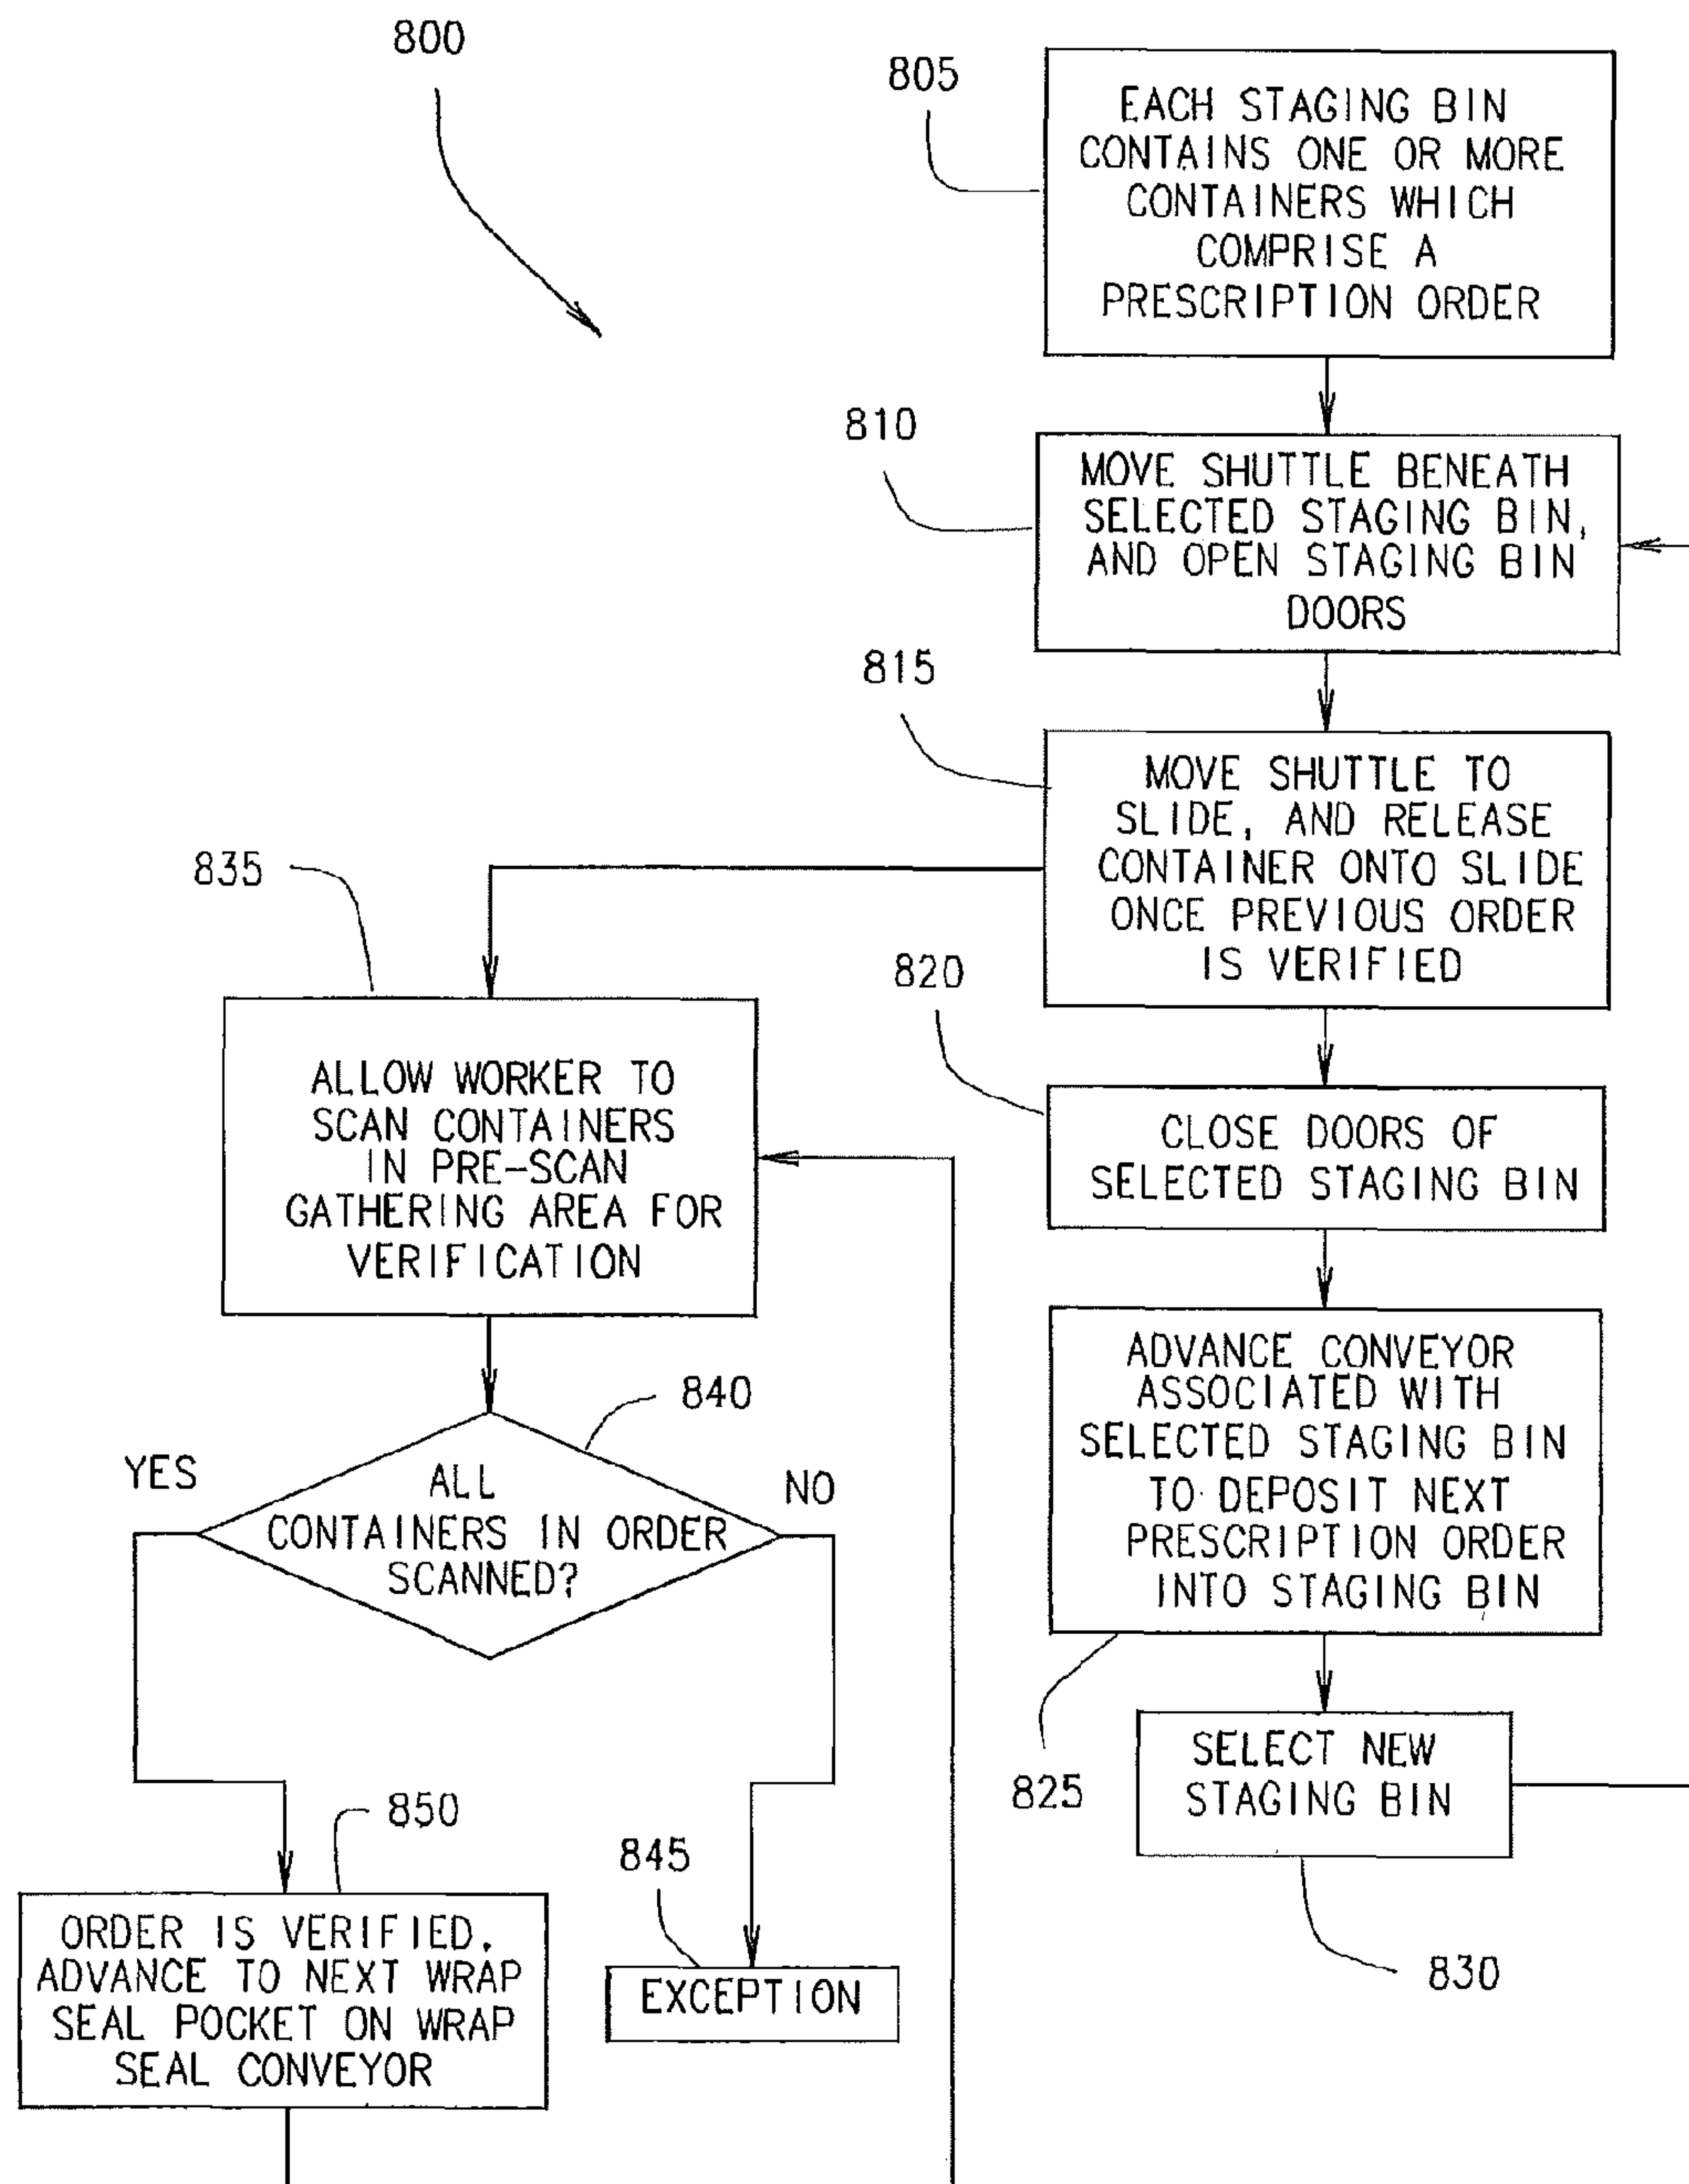 800
805
EACH STAGING BIN
CONTAINS ONE OR MORE
CONTAINERS WHICH
COMPRISE A
PRESCRIPTION ORDER
810
MOVE SHUTTLE BENEATH
SELECTED STAGING BIN,
AND OPEN STAGING BIN
DOORS
815
MOVE SHUTTLE TO
SLIDE, AND RELEASE
CONTAINER ONTO SLIDE
ONCE PREVIOUS ORDER
IS VERIFIED
820
CLOSE DOORS OF
SELECTED STAGING BIN
ADVANCE CONVEYOR
ASSOCIATED WITH
SELECTED STAGING BIN
TO DEPOSIT NEXT
PRESCRIPTION ORDER
INTO STAGING BIN
825
SELECT NEW
STAGING BIN
830
835
ALLOW WORKER TO
SCAN CONTAINERS
IN PRE-SCAN
GATHERING AREA FOR
VERIFICATION
840
ALL
CONTAINERS IN ORDER
SCANNED?
YES
NO
845
EXCEPTION
850
ORDER IS VERIFIED.
ADVANCE TO NEXT WRAP
SEAL POCKET ON WRAP
SEAL CONVEYOR